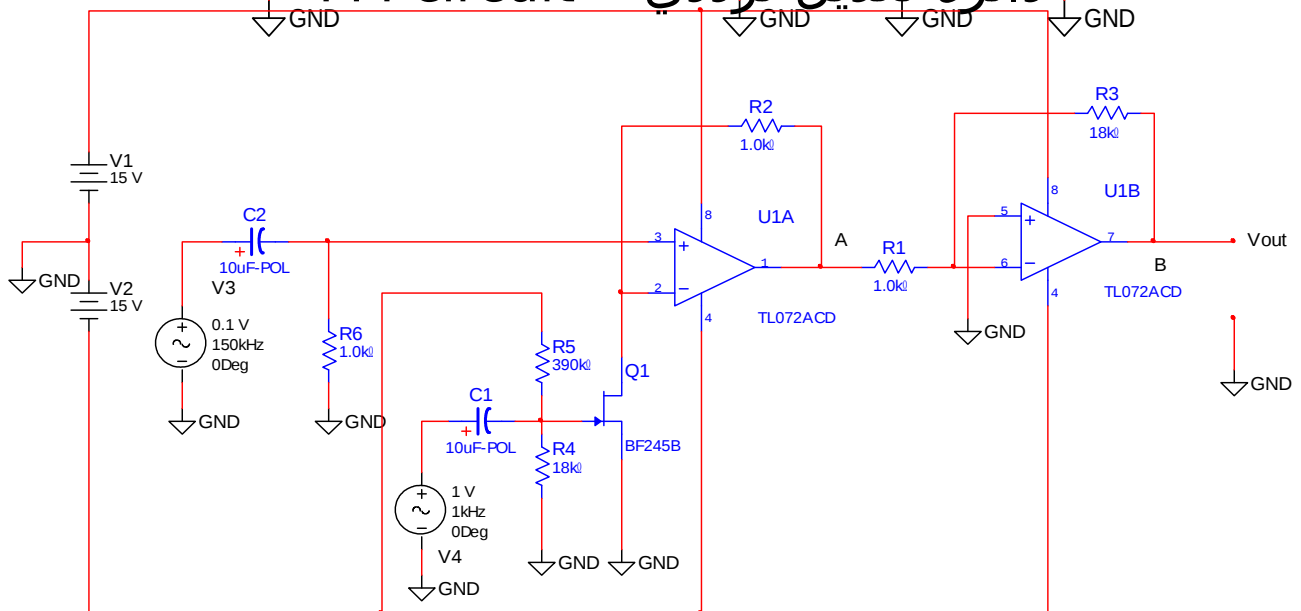 GND
GND
GND
GND
V1
15 V
GND
V2
15 V
C2
10uF-POL
V3
0.1 V
150kHz
0Deg
GND
R6
1.0kΩ
GND
C1
10uF-POL
1 V
1kHz
0Deg
V4
GND
R5
390kΩ
R4
18kΩ
GND
Q1
BF245B
GND
R2
1.0kΩ
U1A
8
3
2
1
4
TL072ACD
A
R1
1.0kΩ
R3
18kΩ
U1B
8
5
6
7
4
TL072ACD
B
GND
Vout
GND